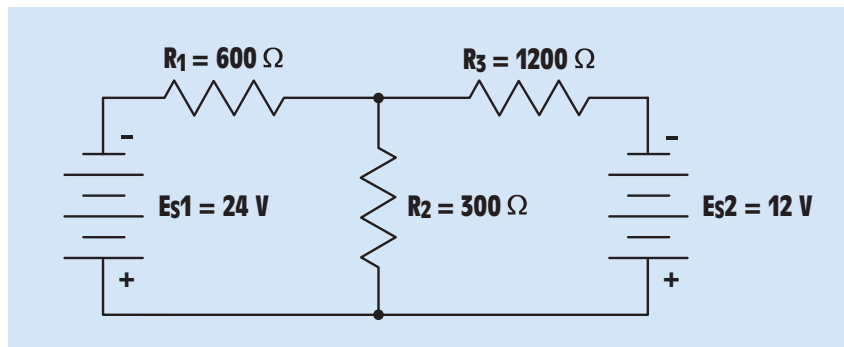 R1 = 600 Ω
R3 = 1200 Ω
-
-
Es1 = 24 V
R2 = 300 Ω
Es2 = 12 V
+
+